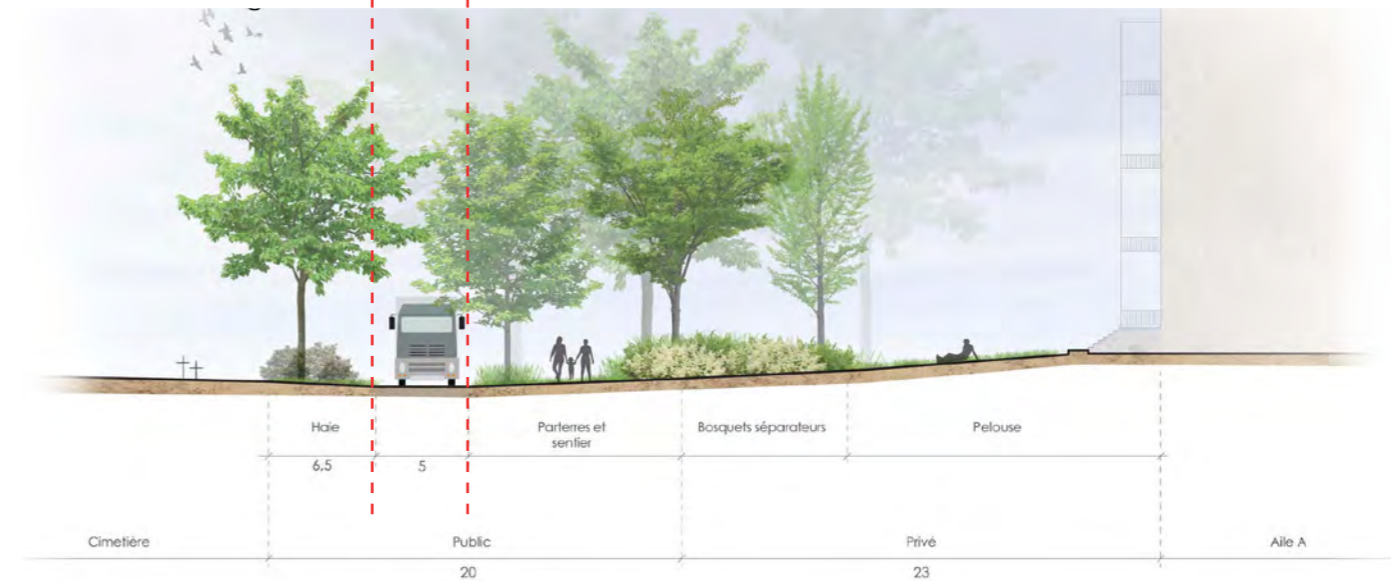 Haie
Parterres et
sentier
Bosquets séparateurs
Pelouse
6,5
5
Cimetière
Public
Privé
Aile A
20
23